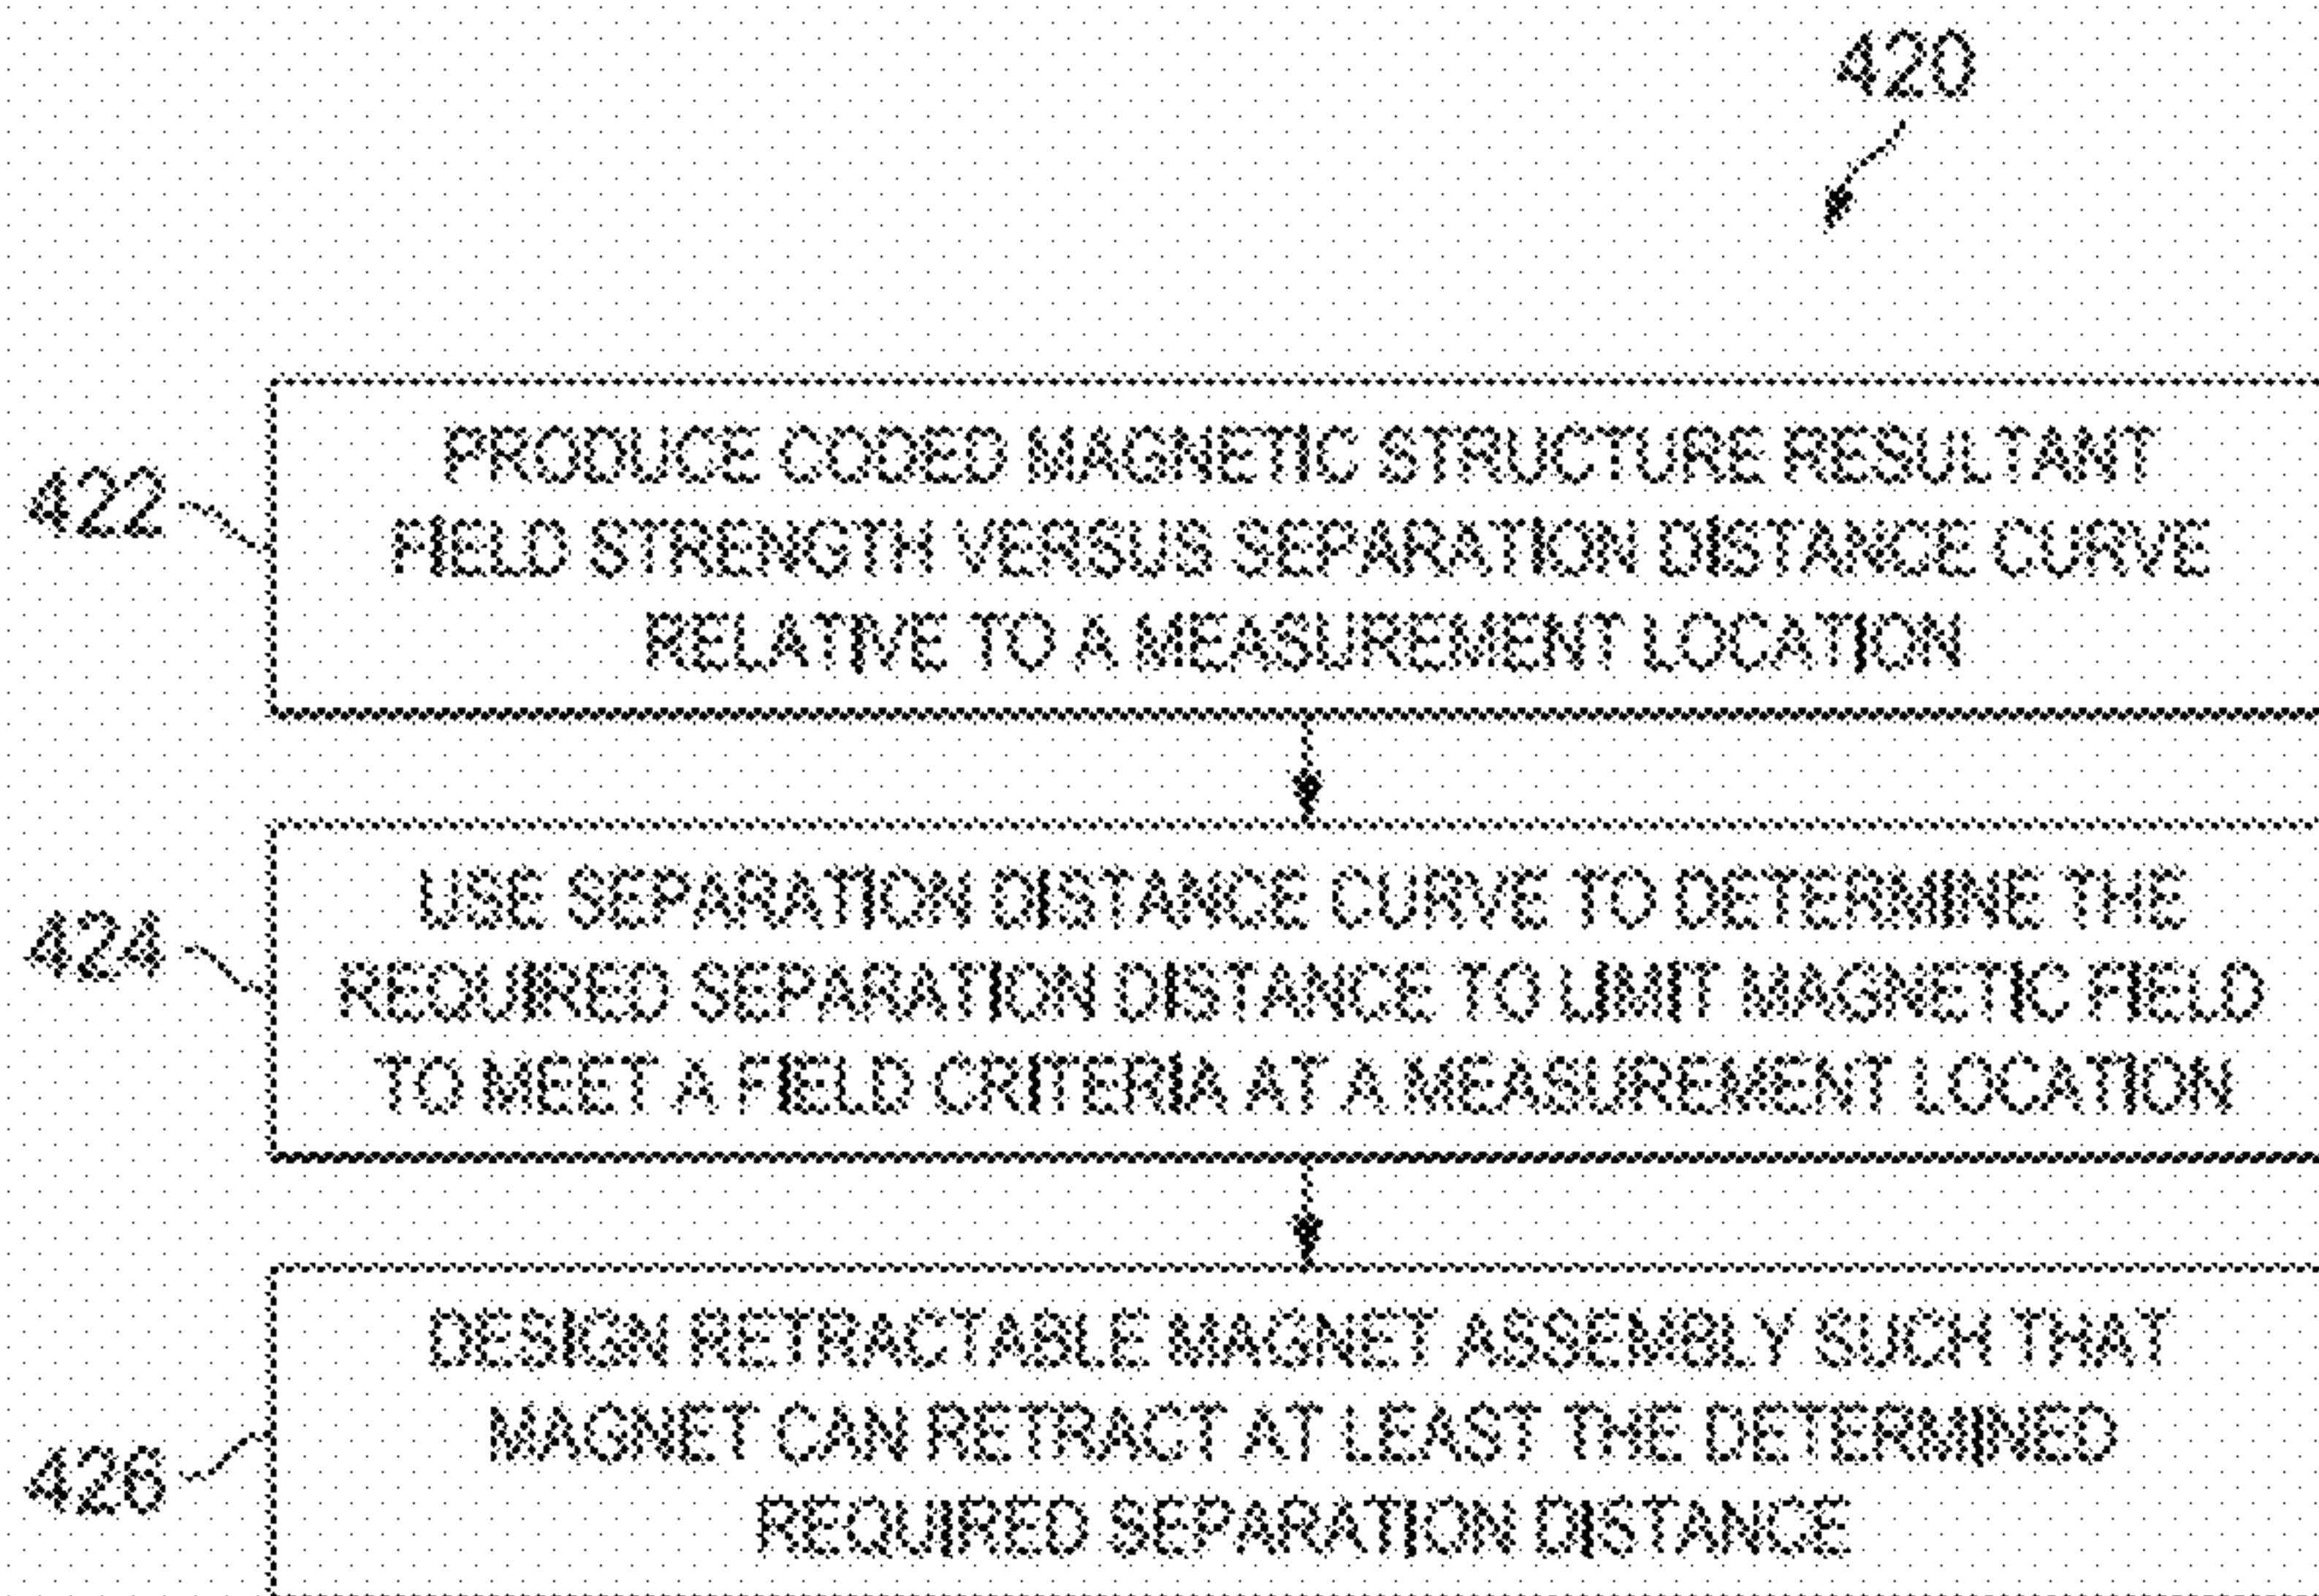 420
422
PRODUCE CODED MAGNETIC STRUCTURE RESULTANT
FIELD STRENGTH VERSUS SEPARATION DISTANCE CURVE
RELATIVE TO A MEASUREMENT LOCATION
424
USE SEPARATION DISTANCE CURVE TO DETERMINE THE
REQUIRED SEPARATION DISTANCE TO LIMIT MAGNETIC FIELD
TO MEET A FIELD CRITERIA AT A MEASUREMENT LOCATION
426
DESIGN RETRACTABLE MAGNET ASSEMBLY SUCH THAT
MAGNET CAN RETRACT AT LEAST THE DETERMINED
REQUIRED SEPARATION DISTANCE